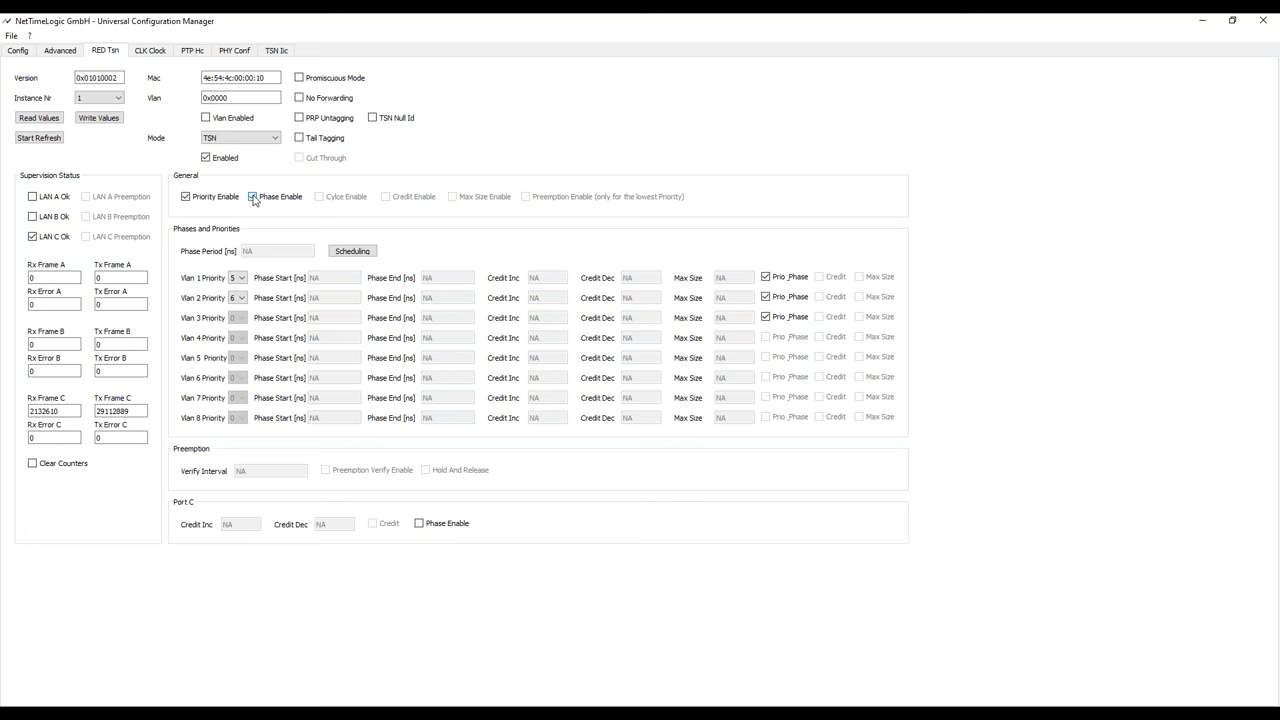 NetTimeLogic GmbH - Universal Configuration Manager
File ?
Config Advanced RED Tsn CLK Clock PTP Hc PHY Conf TSN Iic
Version 0x01010002 Mac 4e:54:4c:00:00:10 Promiscuous Mode
Instance Nr 1 Vlan 0x0000 No Forwarding
Read Values Write Values Vlan Enabled PRP Untagging TSN Null Id
Start Refresh Mode TSN Tail Tagging
Enabled Cut Through
Supervision Status
LAN A Ok LAN A Preemption
LAN B Ok LAN B Preemption
LAN C Ok LAN C Preemption
Rx Frame A Tx Frame A
0 0
Rx Error A Tx Error A
0 0
Rx Frame B Tx Frame B
0 0
Rx Error B Tx Error B
0 0
Rx Frame C Tx Frame C
2132610 29112889
Rx Error C Tx Error C
0 0
Clear Counters
General
Priority Enable Phase Enable Cylce Enable Credit Enable Max Size Enable Preemption Enable (only for the lowest Priority)
Phases and Priorities
Phase Period [ns] NA Scheduling
Vlan 1 Priority 5 Phase Start [ns] NA Phase End [ns] NA Credit Inc NA Credit Dec NA Max Size NA Prio_Phase Credit Max Size
Vlan 2 Priority 6 Phase Start [ns] NA Phase End [ns] NA Credit Inc NA Credit Dec NA Max Size NA Prio_Phase Credit Max Size
Vlan 3 Priority 0 Phase Start [ns] NA Phase End [ns] NA Credit Inc NA Credit Dec NA Max Size NA Prio_Phase Credit Max Size
Vlan 4 Priority 0 Phase Start [ns] NA Phase End [ns] NA Credit Inc NA Credit Dec NA Max Size NA Prio_Phase Credit Max Size
Vlan 5 Priority 0 Phase Start [ns] NA Phase End [ns] NA Credit Inc NA Credit Dec NA Max Size NA Prio_Phase Credit Max Size
Vlan 6 Priority 0 Phase Start [ns] NA Phase End [ns] NA Credit Inc NA Credit Dec NA Max Size NA Prio_Phase Credit Max Size
Vlan 7 Priority 0 Phase Start [ns] NA Phase End [ns] NA Credit Inc NA Credit Dec NA Max Size NA Prio_Phase Credit Max Size
Vlan 8 Priority 0 Phase Start [ns] NA Phase End [ns] NA Credit Inc NA Credit Dec NA Max Size NA Prio_Phase Credit Max Size
Preemption
Verify Interval NA Preemption Verify Enable Hold And Release
Port C
Credit Inc NA Credit Dec NA Credit Phase Enable